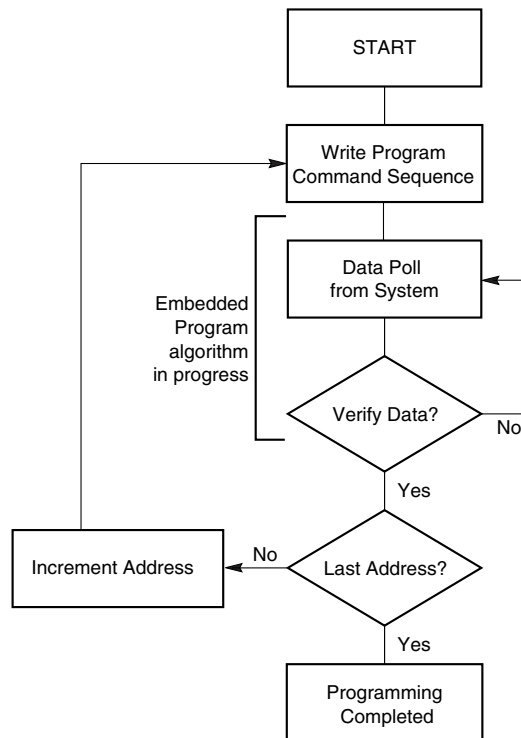 START
Write Program
Command Sequence
Data Poll
from System
Embedded
Program
algorithm
in progress
Verify Data?
No
Yes
No
Increment Address
Last Address?
Yes
Programming
Completed